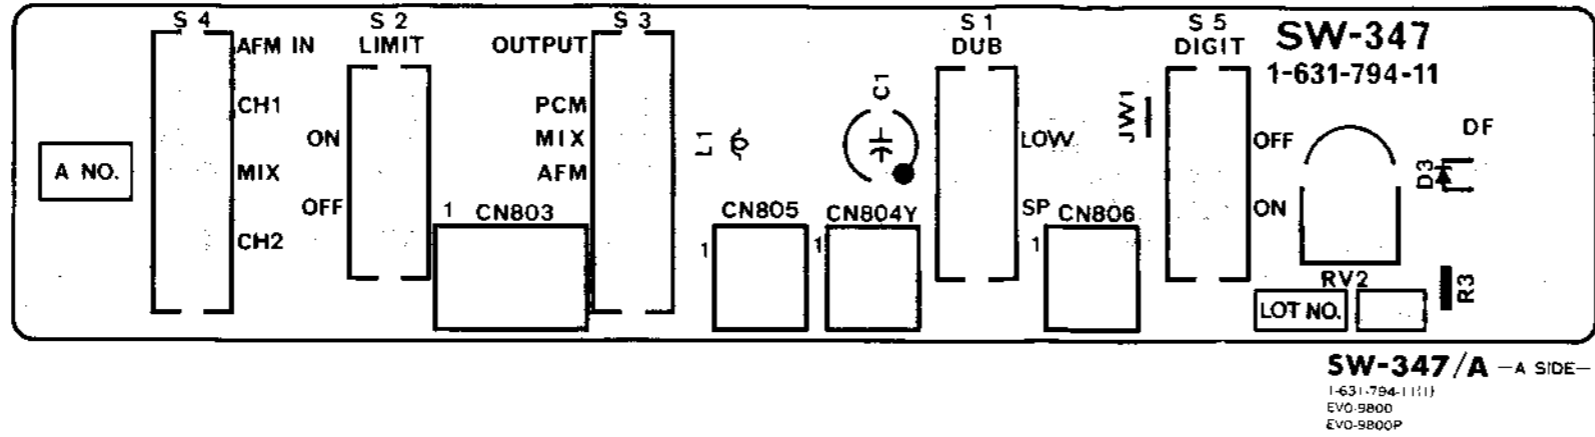 S 4
AFM IN
CH1
MIX
CH2
A NO.
S 2
LIMIT
ON
OFF
1 CN803
S 3
OUTPUT
PCM
MIX
AFM
L1
CN805
1
C1
CN804Y
1
S 1
DUB
LOW
SP
CN806
1
JW1
S 5
DIGIT
OFF
ON
SW-347
1-631-794-11
DF
D3
RV2
R3
LOT NO.
SW-347/A —A SIDE—
EVO-9800
EVO-9800P